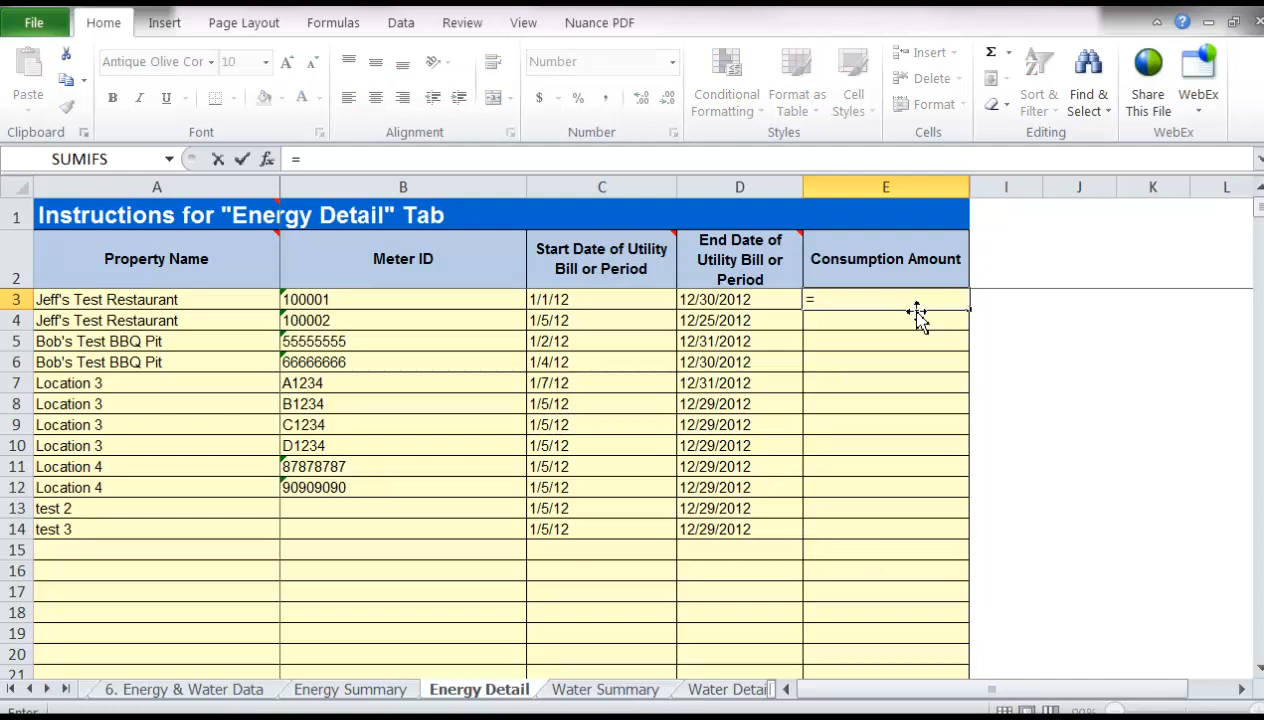 File Home Insert Page Layout Formulas Data Review View Nuance PDF
Antique Olive Cor 10 Number Insert Σ
Paste Conditional Format as Cell Delete Sort & Find & Share WebEx
B I U $ % , Formatting Table Styles Format Filter Select This File
Clipboard Font Alignment Number Styles Cells Editing WebEx
SUMIFS fx =
A B C D E I J K L
1 Instructions for "Energy Detail" Tab
2 Property Name Meter ID Start Date of Utility Bill or Period End Date of Utility Bill or Period Consumption Amount
3 Jeff's Test Restaurant 100001 1/1/12 12/30/2012 =
4 Jeff's Test Restaurant 100002 1/5/12 12/25/2012
5 Bob's Test BBQ Pit 55555555 1/2/12 12/31/2012
6 Bob's Test BBQ Pit 66666666 1/4/12 12/30/2012
7 Location 3 A1234 1/7/12 12/31/2012
8 Location 3 B1234 1/5/12 12/29/2012
9 Location 3 C1234 1/5/12 12/29/2012
10 Location 3 D1234 1/5/12 12/29/2012
11 Location 4 87878787 1/5/12 12/29/2012
12 Location 4 90909090 1/5/12 12/29/2012
13 test 2 1/5/12 12/29/2012
14 test 3 1/5/12 12/29/2012
15
16
17
18
19
20
21
6. Energy & Water Data Energy Summary Energy Detail Water Summary Water Detail
Enter 90%